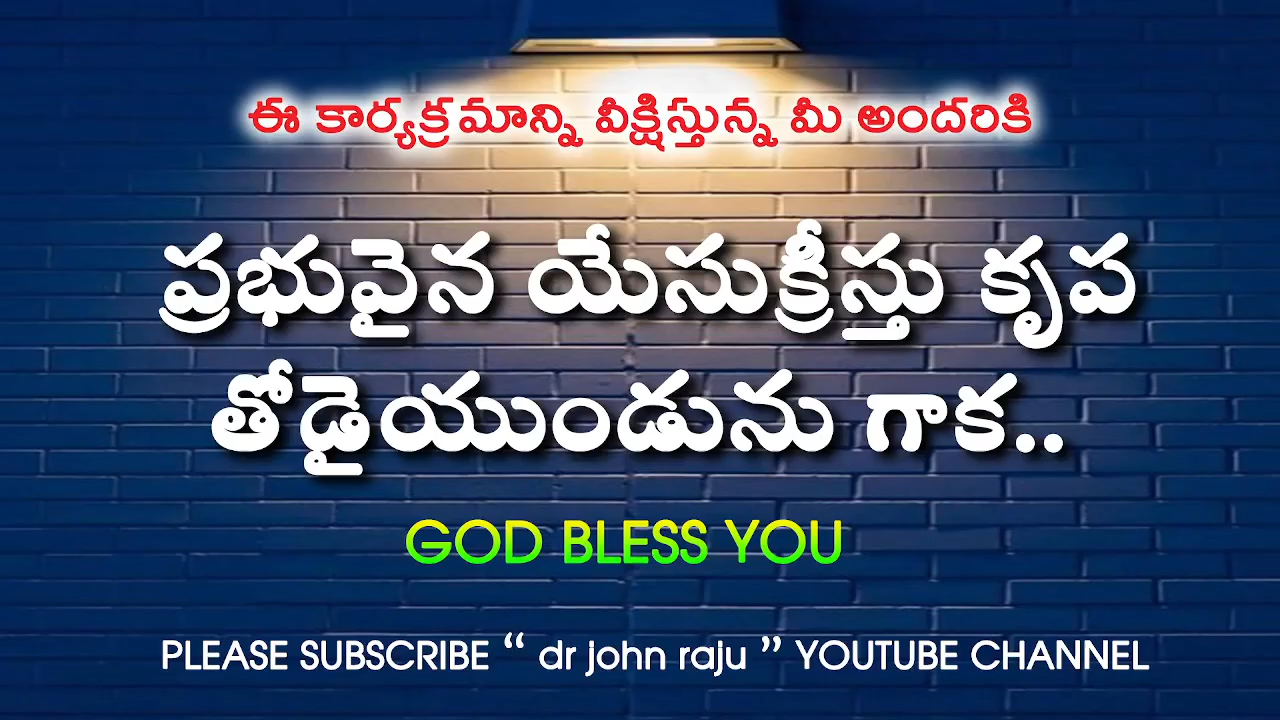 ఈ కార్యక్రమాన్ని వీక్షిస్తున్న మీ అందరికి
ప్రభువైన యేసుక్రీస్తు కృప
తోడైయుండును గాక..
GOD BLESS YOU
PLEASE SUBSCRIBE “ dr john raju ” YOUTUBE CHANNEL